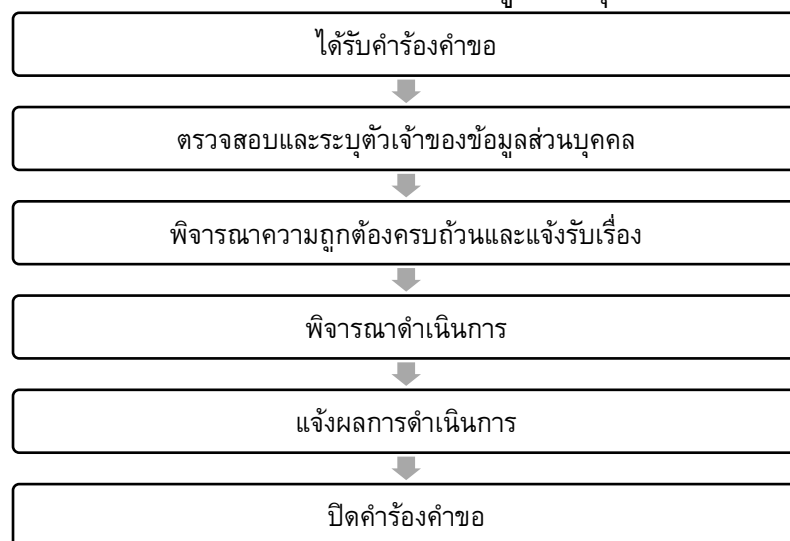 ได้รับคำร้องคำขอ
ตรวจสอบและระบุตัวเจ้าของข้อมูลส่วนบุคคล
พิจารณาความถูกต้องครบถ้วนและแจ้งรับเรื่อง
พิจารณาดำเนินการ
แจ้งผลการดำเนินการ
ปิดคำร้องคำขอ